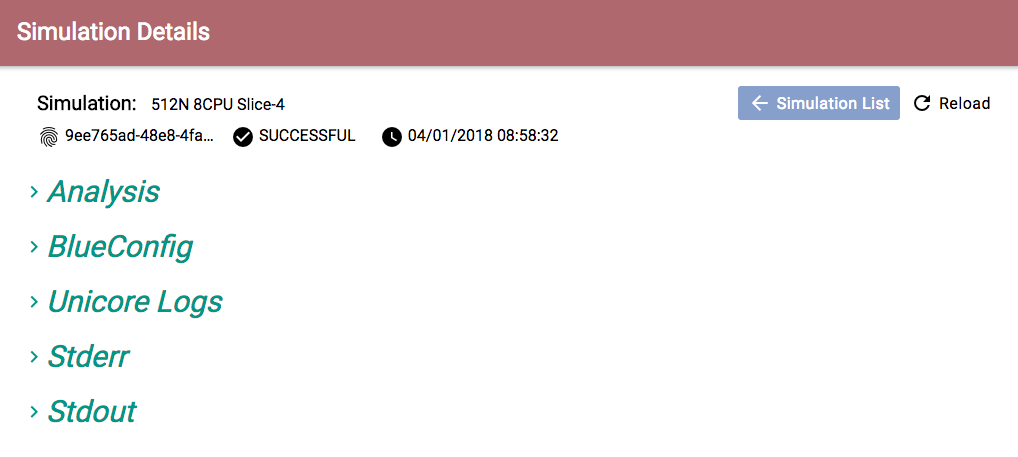 Simulation Details
Simulation: 512N 8CPU Slice-4
Simulation List
Reload
9ee765ad-48e8-4fa... SUCCESSFUL 04/01/2018 08:58:32
Analysis
BlueConfig
Unicore Logs
Stderr
Stdout